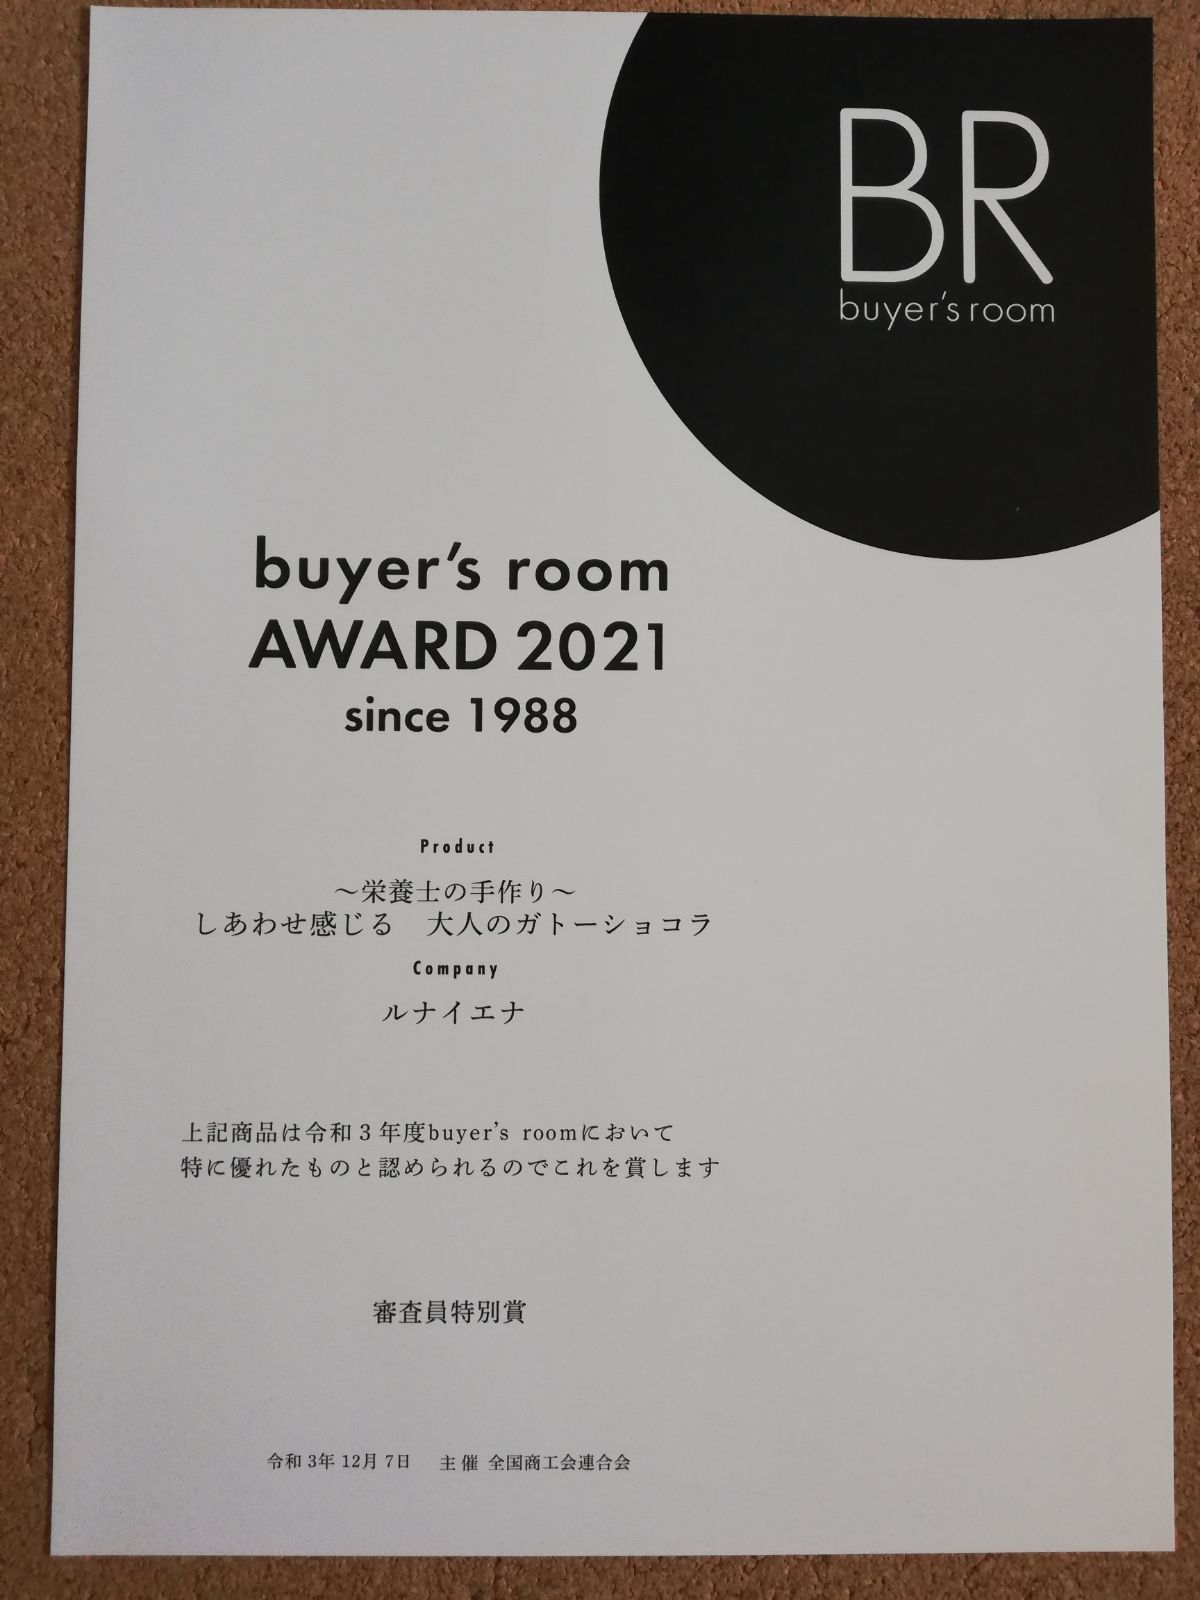 BR
buyer's room
buyer's room
AWARD 2021
since 1988
Product
～栄養士の手作り～
しあわせ感じる　大人のガトーショコラ
Company
ルナイエナ
上記商品は令和３年度buyer's roomにおいて
特に優れたものと認められるのでこれを賞します
審査員特別賞
令和 3年 12月 7日　主 催 全国商工会連合会